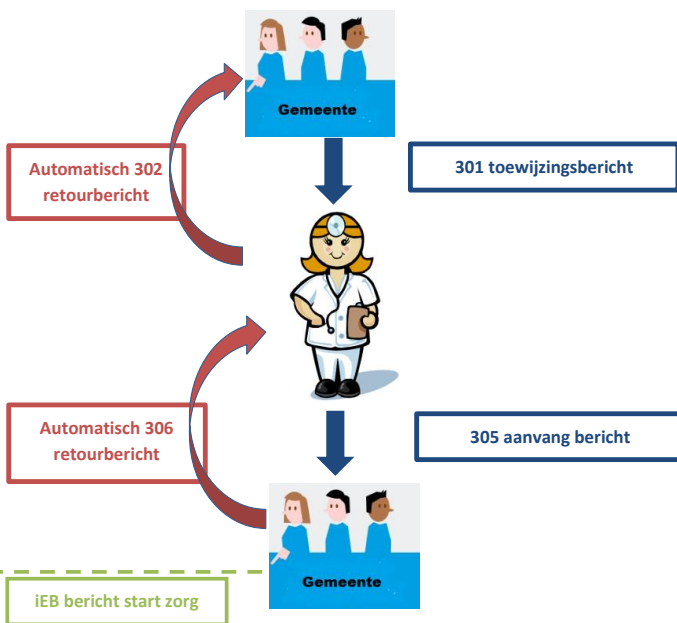 Gemeente
Automatisch 302
retourbericht
301 toewijzingsbericht
Automatisch 306
retourbericht
305 aanvang bericht
Gemeente
iEB bericht start zorg